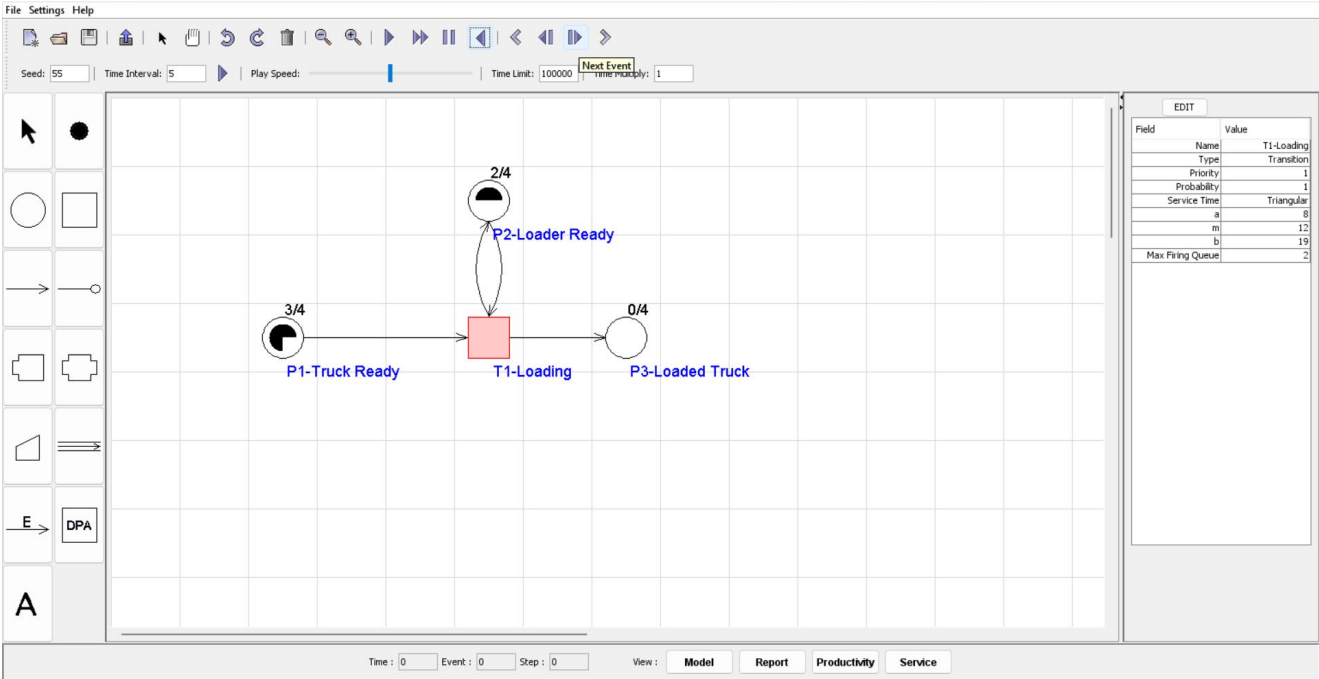 File Settings Help
Seed: 55 Time Interval: 5 Play Speed: Time Limit: 100000 Time Multiply: 1
Next Event
EDIT
Field Value
Name T1-Loading
Type Transition
Priority 1
Probability 1
Service Time Triangular
a 8
m 12
b 19
Max Firing Queue 2
2/4
P2-Loader Ready
3/4
0/4
P1-Truck Ready
T1-Loading
P3-Loaded Truck
E
DPA
A
Time : 0 Event : 0 Step : 0 View : Model Report Productivity Service